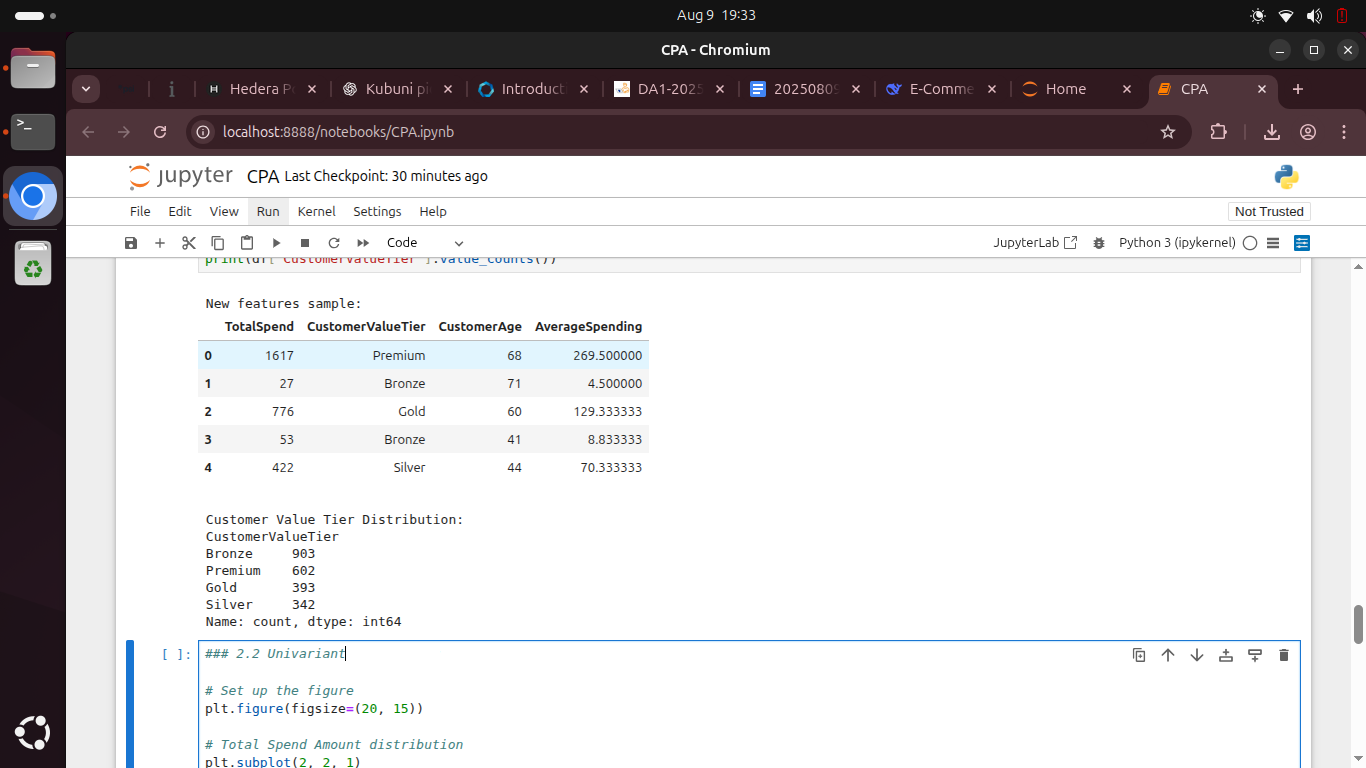 Aug 9 19:33
CPA - Chromium
Hedera Po
Kubuni pi
Introducti
DA1-2025
20250809
E-Comme
Home
CPA
localhost:8888/notebooks/CPA.ipynb
jupyter CPA Last Checkpoint: 30 minutes ago
File Edit View Run Kernel Settings Help
Not Trusted
Code
JupyterLab
Python 3 (ipykernel)
print(df['CustomerValueTier'].value_counts())
New features sample:
TotalSpend CustomerValueTier CustomerAge AverageSpending
0 1617 Premium 68 269.500000
1 27 Bronze 71 4.500000
2 776 Gold 60 129.333333
3 53 Bronze 41 8.833333
4 422 Silver 44 70.333333
Customer Value Tier Distribution:
CustomerValueTier
Bronze 903
Premium 602
Gold 393
Silver 342
Name: count, dtype: int64
[ ]: ### 2.2 Univariant
# Set up the figure
plt.figure(figsize=(20, 15))
# Total Spend Amount distribution
plt.subplot(2, 2, 1)